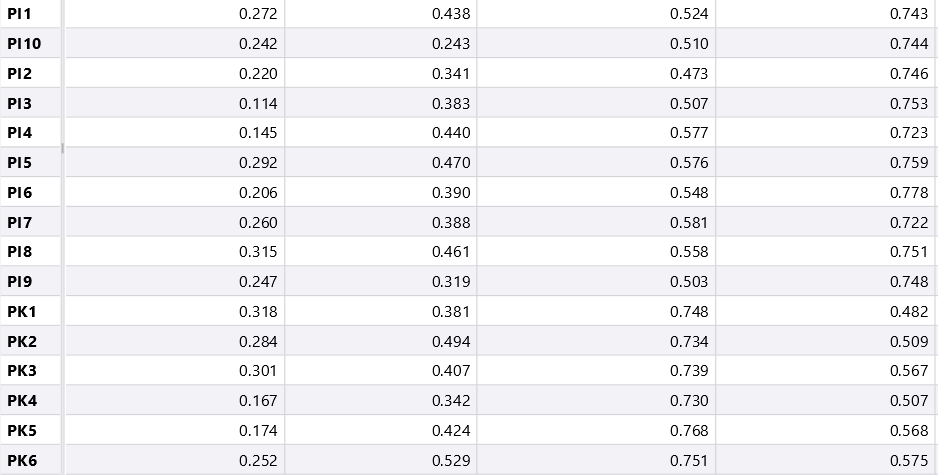 PI1 0.272 0.438 0.524 0.743
PI10 0.242 0.243 0.510 0.744
PI2 0.220 0.341 0.473 0.746
PI3 0.114 0.383 0.507 0.753
PI4 0.145 0.440 0.577 0.723
PI5 0.292 0.470 0.576 0.759
PI6 0.206 0.390 0.548 0.778
PI7 0.260 0.388 0.581 0.722
PI8 0.315 0.461 0.558 0.751
PI9 0.247 0.319 0.503 0.748
PK1 0.318 0.381 0.748 0.482
PK2 0.284 0.494 0.734 0.509
PK3 0.301 0.407 0.739 0.567
PK4 0.167 0.342 0.730 0.507
PK5 0.174 0.424 0.768 0.568
PK6 0.252 0.529 0.751 0.575